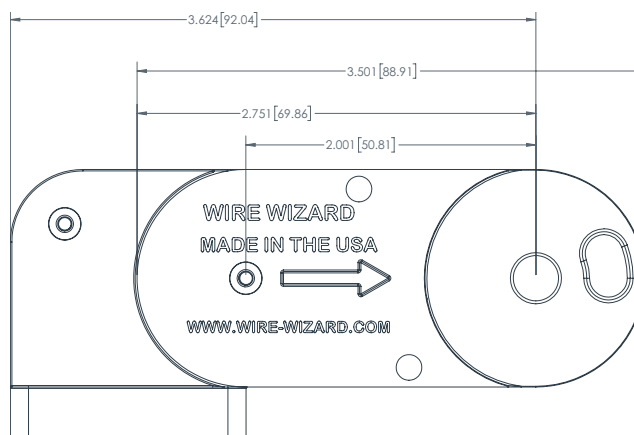 3.624[92.04]
3.501[88.91]
2.751[69.86]
2.001[50.81]
WIRE WIZARD
MADE IN THE USA
WWW.WIRE-WIZARD.COM